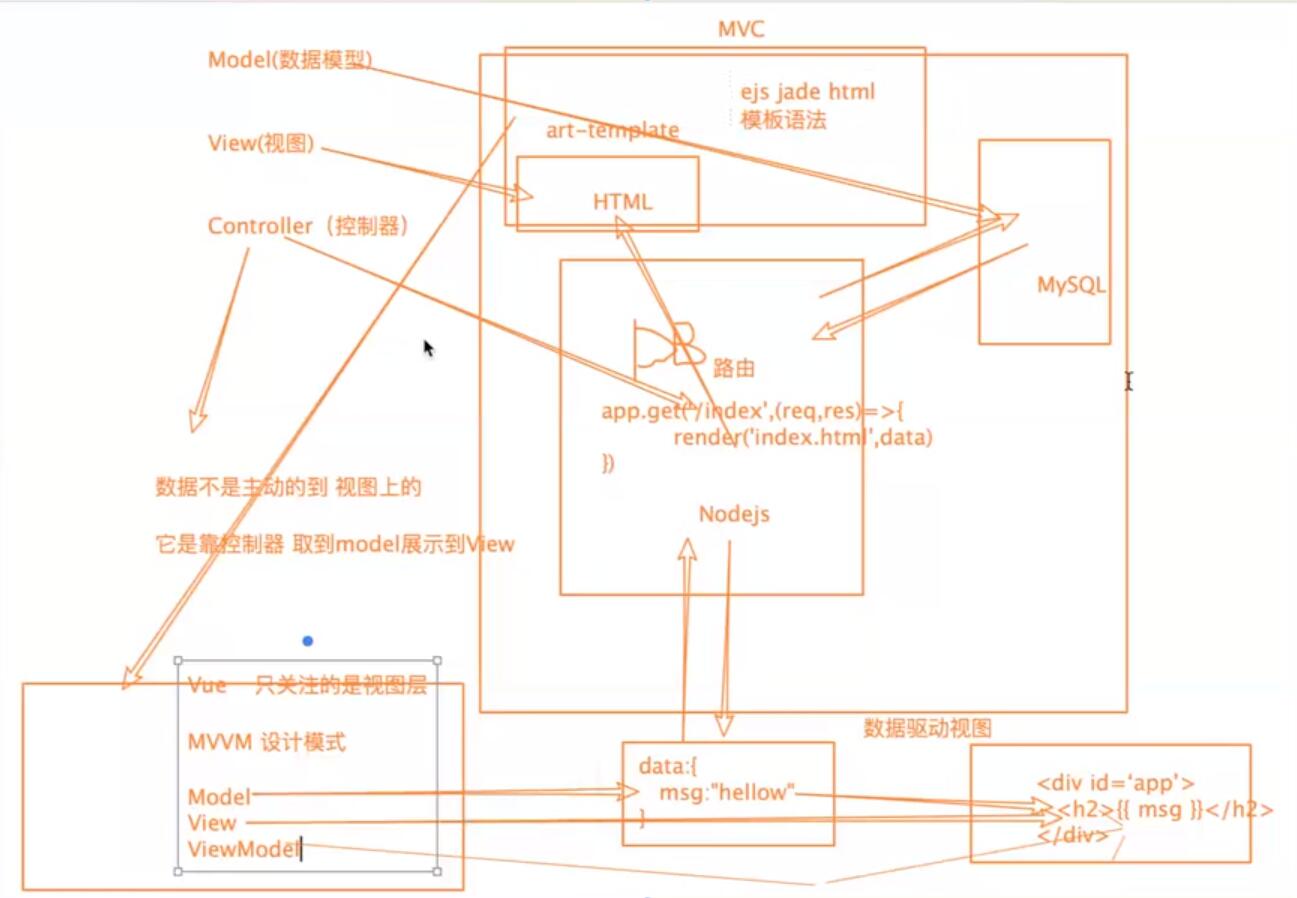 MVC
Model(数据模型)
ejs jade html
模板语法
art-template
View(视图)
HTML
Controller（控制器）
MySQL
路由
app.get('/index',(req,res)=>{
render('index.html',data)
})
数据不是主动的到 视图上的
Nodejs
它是靠控制器 取到model展示到View
Vue 只关注的是视图层
MVVM 设计模式
Model
View
ViewModel
data:{
msg:"hellow"
}
数据驱动视图
<div id='app'>
<h2>{{ msg }}</h2>
</div>